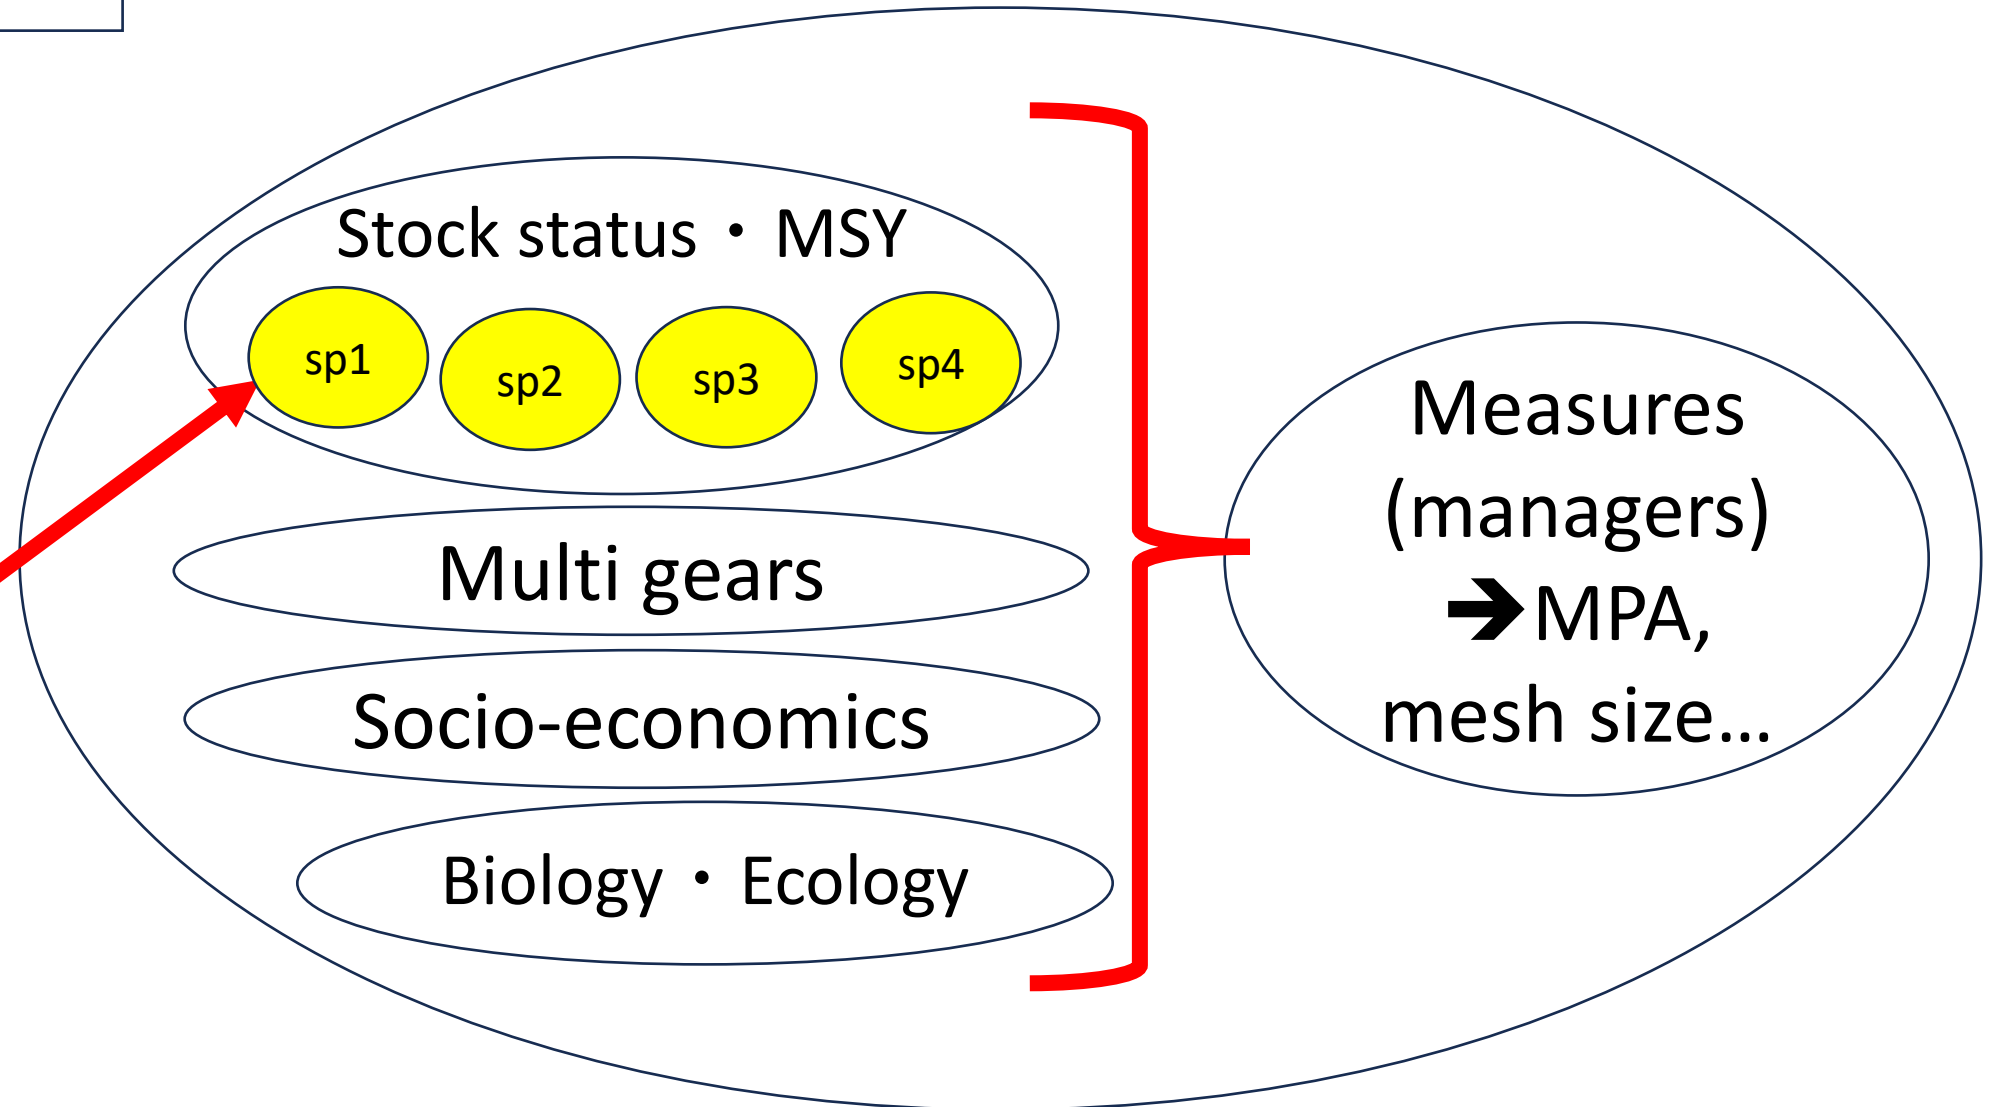 Stock status・MSY
sp1
sp2
sp3
sp4
Multi gears
Socio-economics
Biology・Ecology
Measures
(managers)
➔MPA,
mesh size…